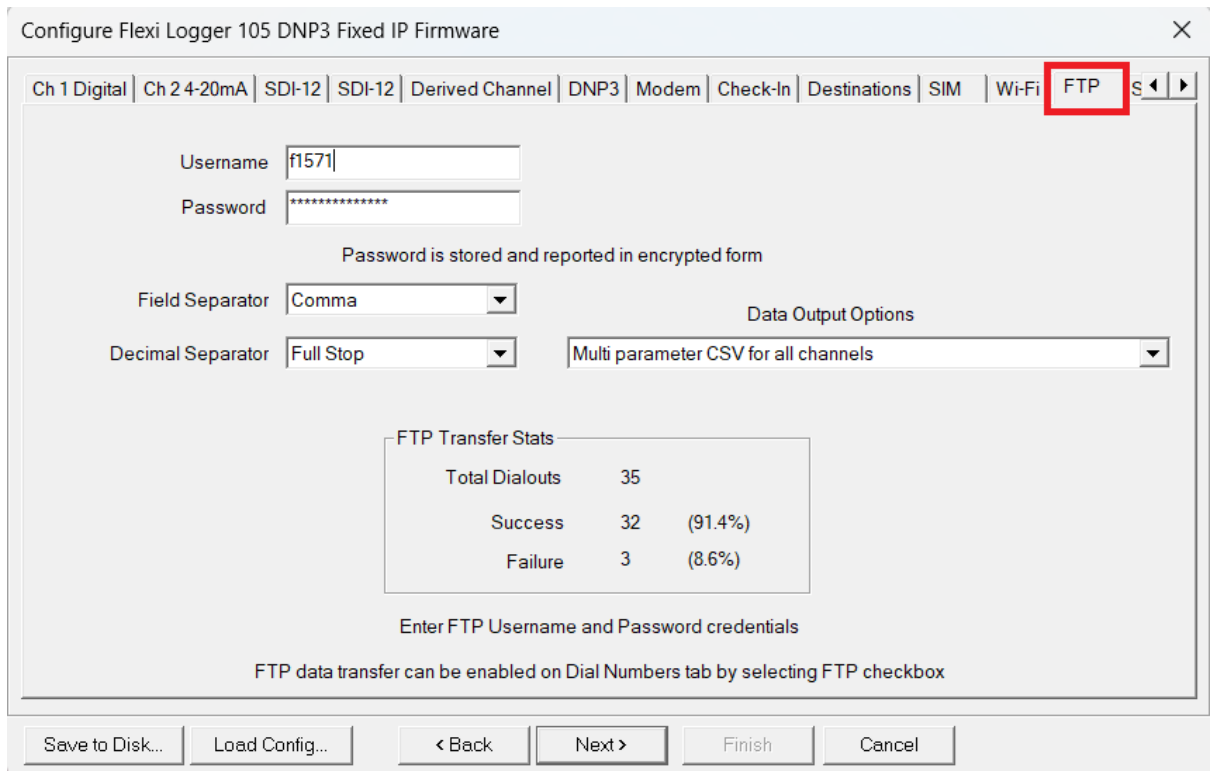 Configure Flexi Logger 105 DNP3 Fixed IP Firmware
Ch 1 Digital Ch 2 4-20mA SDI-12 SDI-12 Derived Channel DNP3 Modem Check-In Destinations SIM Wi-Fi FTP S
Username f1571
Password **************
Password is stored and reported in encrypted form
Field Separator Comma
Data Output Options
Decimal Separator Full Stop Multi parameter CSV for all channels
FTP Transfer Stats
Total Dialouts 35
Success 32 (91.4%)
Failure 3 (8.6%)
Enter FTP Username and Password credentials
FTP data transfer can be enabled on Dial Numbers tab by selecting FTP checkbox
Save to Disk... Load Config... < Back Next > Finish Cancel